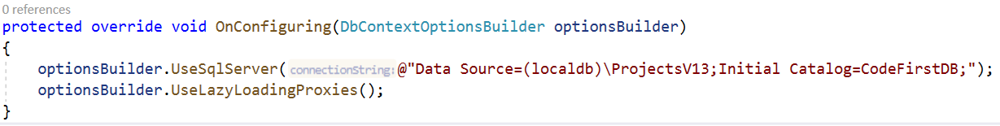 0 references
protected override void OnConfiguring(DbContextOptionsBuilder optionsBuilder)
{
optionsBuilder.UseSqlServer(connectionString:@"Data Source=(localdb)\ProjectsV13;Initial Catalog=CodeFirstDB;");
optionsBuilder.UseLazyLoadingProxies();
}